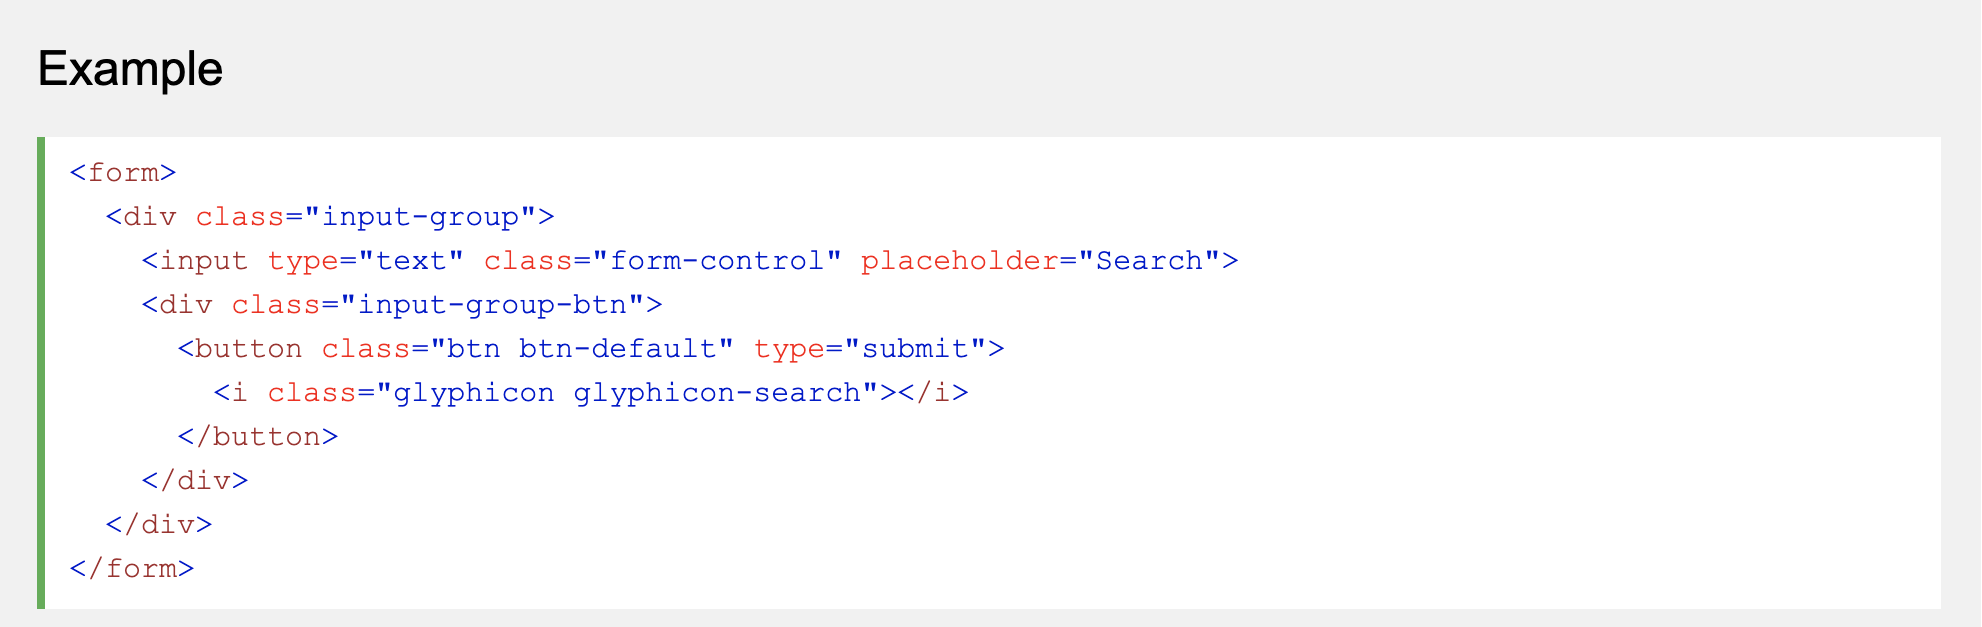 Example
<form>
  <div class="input-group">
    <input type="text" class="form-control" placeholder="Search">
    <div class="input-group-btn">
      <button class="btn btn-default" type="submit">
        <i class="glyphicon glyphicon-search"></i>
      </button>
    </div>
  </div>
</form>